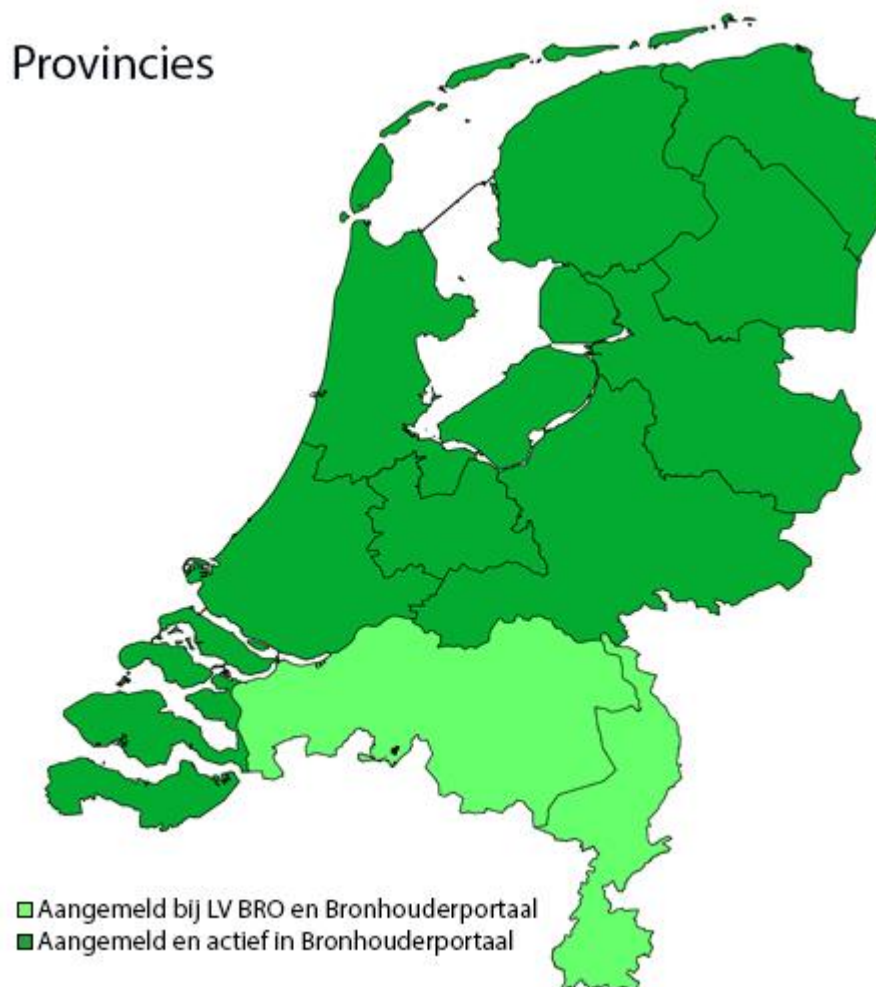 Provincies
Aangemeld bij LV BRO en Bronhouderportaal
Aangemeld en actief in Bronhouderportaal